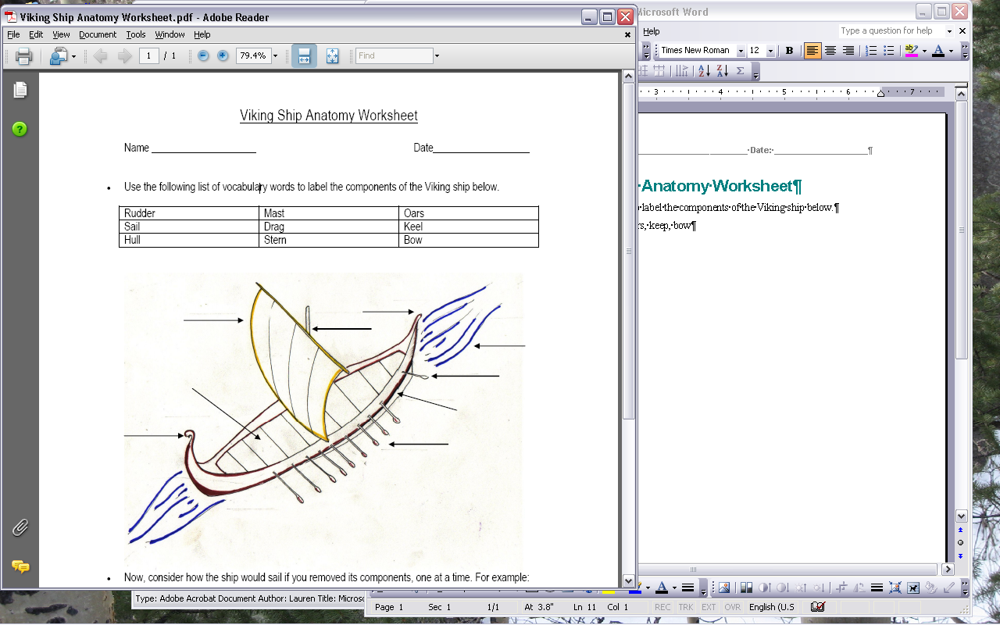 Viking Ship Anatomy Worksheet.pdf - Adobe Reader
File Edit View Document Tools Window Help
1 / 1 79.4% Find
Viking Ship Anatomy Worksheet
Name ____________________ Date__________________
• Use the following list of vocabulary words to label the components of the Viking ship below.
Rudder Mast Oars
Sail Drag Keel
Hull Stern Bow
• Now, consider how the ship would sail if you removed its components, one at a time. For example:
Type: Adobe Acrobat Document Author: Lauren Title: Microso
Microsoft Word
Help Type a question for help
Times New Roman 12 B
3 4 5 6 7
· Date:· ____________________¶
·Anatomy·Worksheet¶
label·the·components·of·the·Viking·ship·below.¶
rs,·keep,·bow¶
Page 1 Sec 1 1/1 At 3.8" Ln 11 Col 1 REC TRK EXT OVR English (U.S